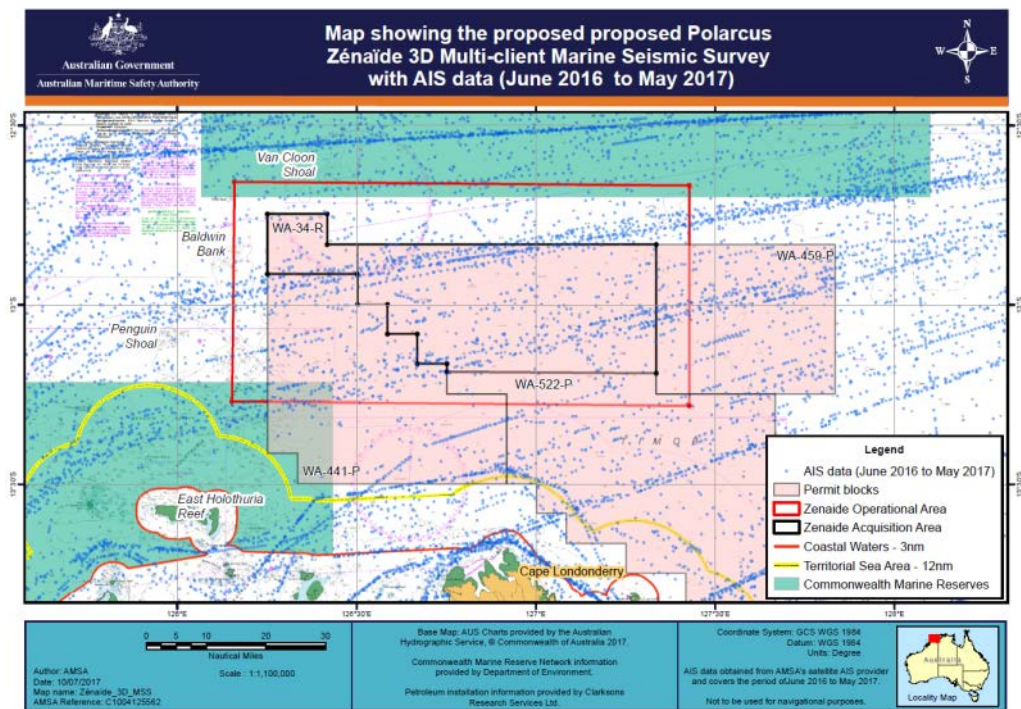 Australian Government
Australian Maritime Safety Authority
Map showing the proposed proposed Polarcus
Zénaïde 3D Multi-client Marine Seismic Survey
with AIS data (June 2016 to May 2017)
N
W
E
S
12°30'S
12°30'S
Van Cloon
Shoal
WA-34-R
Baldwin
Bank
WA-459-P
13°S
13°S
Penguin
Shoal
WA-522-P
WA-441-P
East Holothuria
Reef
Cape Londonderry
Legend
AIS data (June 2016 to May 2017)
Permit blocks
Zenaide Operational Area
Zenaide Acquisition Area
Coastal Waters - 3nm
Territorial Sea Area - 12nm
Commonwealth Marine Reserves
126°E
126°30'E
127°E
127°30'E
128°E
0 5 10 20 30
Nautical Miles
Scale : 1:1,100,000
Author: AMSA
Date: 10/07/2017
Map name: Zénaïde_3D_MSS
AMSA Reference: C1004125562
Base Map: AUS Charts provided by the Australian
Hydrographic Service, © Commonwealth of Australia 2017.
Commonwealth Marine Reserve Network information
provided by Department of Environment.
Petroleum installation information provided by Clarksons
Research Services Ltd.
Coordinate System: GCS WGS 1984
Datum: WGS 1984
Units: Degree
AIS data obtained from AMSA's satellite AIS provider
and covers the period ofJune 2016 to May 2017.
Not to be used for navigational purposes.
Australia
Locality Map